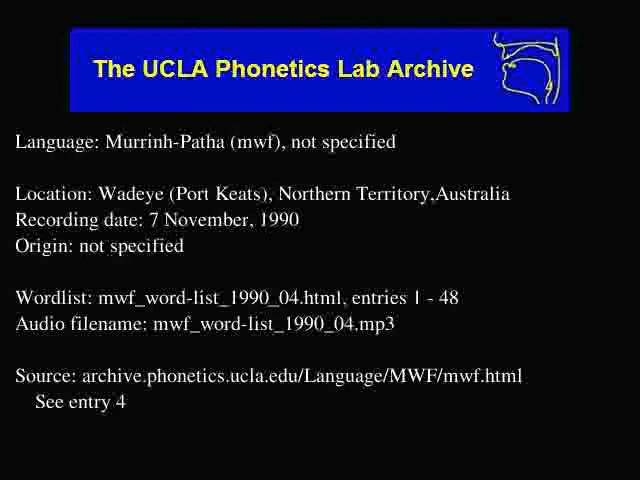 The UCLA Phonetics Lab Archive
Language: Murrinh-Patha (mwf), not specified
Location: Wadeye (Port Keats), Northern Territory,Australia
Recording date: 7 November, 1990
Origin: not specified
Wordlist: mwf_word-list_1990_04.html, entries 1 - 48
Audio filename: mwf_word-list_1990_04.mp3
Source: archive.phonetics.ucla.edu/Language/MWF/mwf.html
See entry 4